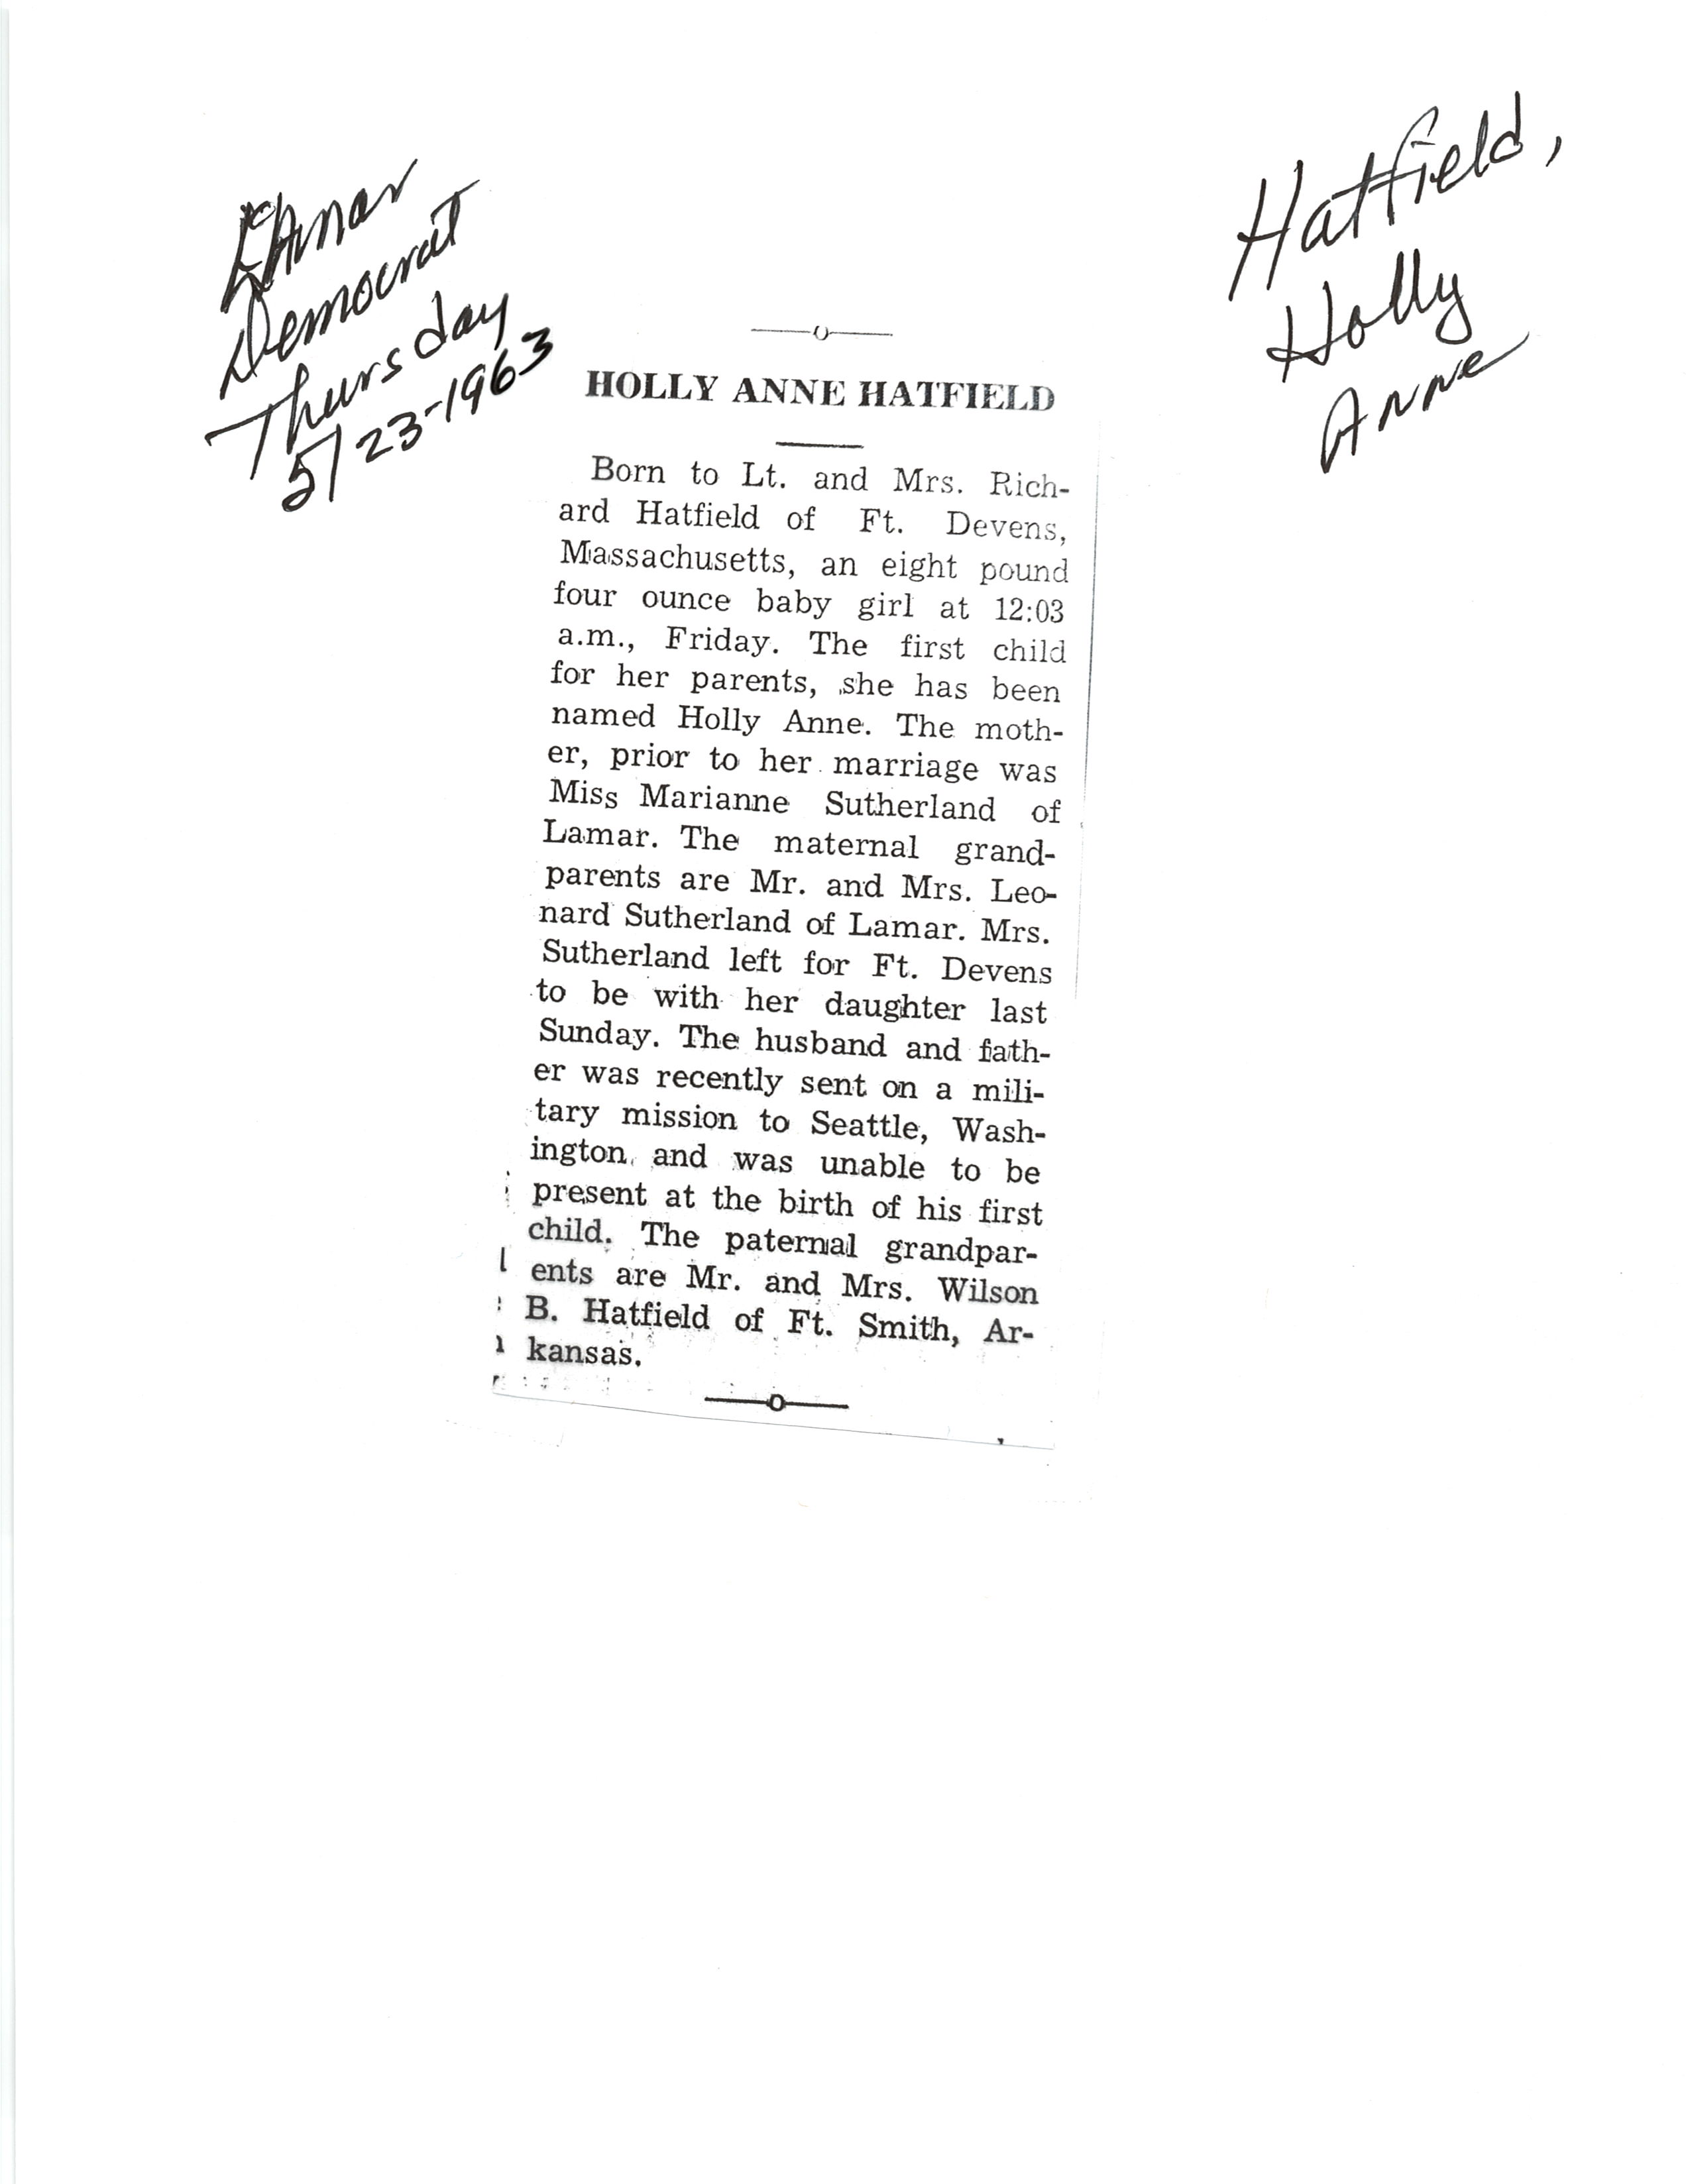 LAmar
Democrat
Thursday
5/23-1963
Hatfield,
Holly
Anne
HOLLY ANNE HATFIELD
Born to Lt. and Mrs. Rich-
ard Hatfield of Ft. Devens,
Massachusetts, an eight pound
four ounce baby girl at 12:03
a.m., Friday. The first child
for her parents, she has been
named Holly Anne. The moth-
er, prior to her marriage was
Miss Marianne Sutherland of
Lamar. The maternal grand-
parents are Mr. and Mrs. Leo-
nard Sutherland of Lamar. Mrs.
Sutherland left for Ft. Devens
to be with her daughter last
Sunday. The husband and fath-
er was recently sent on a mili-
tary mission to Seattle, Wash-
ington and was unable to be
present at the birth of his first
child. The paternal grandpar-
ents are Mr. and Mrs. Wilson
B. Hatfield of Ft. Smith, Ar-
kansas.